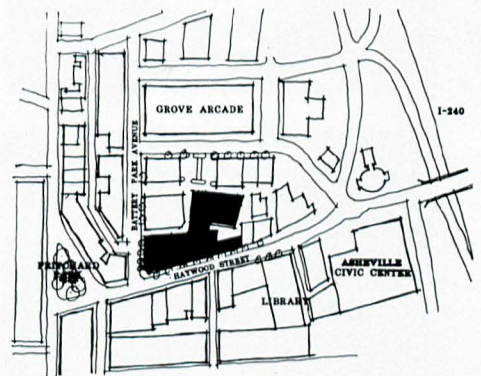 GROVE ARCADE
I-240
BATTERY PARK AVENUE
PRITCHARD
PARK
HAYWOOD STREET
ASHEVILLE
CIVIC CENTER
LIBRARY